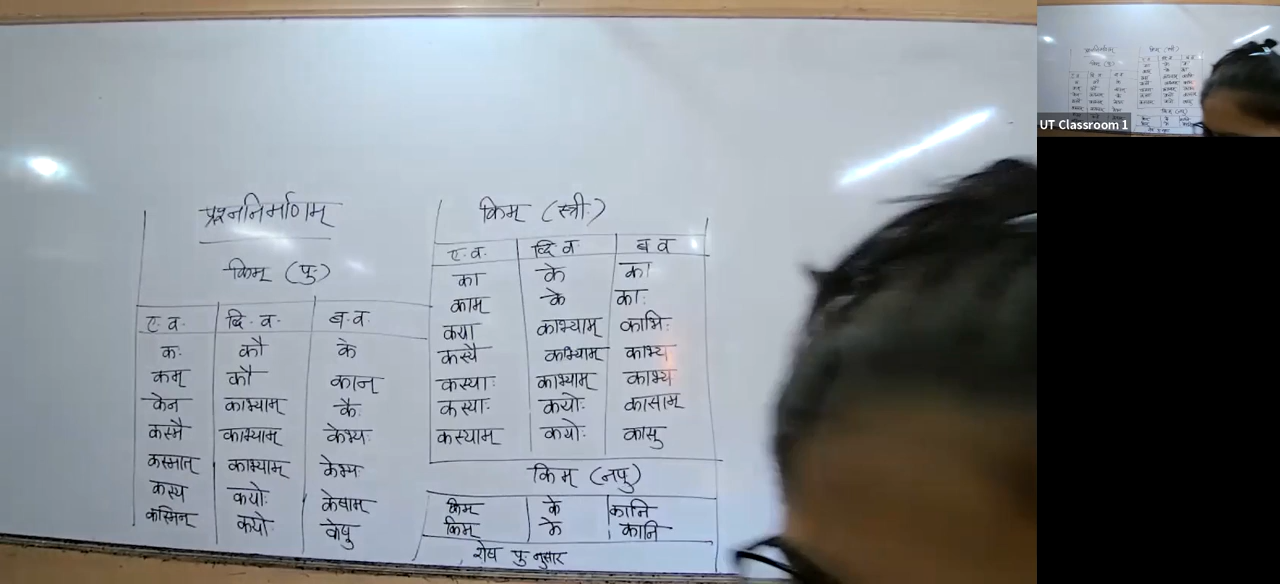 प्रश्ननिर्माणम्
किम् (पु.)
ए. व. द्वि. व. ब. व.
कः कौ के
कम् कौ कान्
केन काभ्याम् कैः
कस्मै काभ्याम् केभ्यः
कस्मात् काभ्याम् केभ्य
कस्य कयोः केषाम्
कस्मिन् कयोः केषु
किम् (स्त्री.)
ए. व. द्वि व ब व
का के का
काम् के काः
कया काभ्याम् काभिः
कस्यै काभ्याम् काभ्य
कस्याः काभ्याम् काभ्य
कस्याः कयोः कासाम्
कस्याम् कयोः कासु
किम् (नपु)
किम् के कानि
किम् के कानि
शेष पु. नुसार
UT Classroom 1